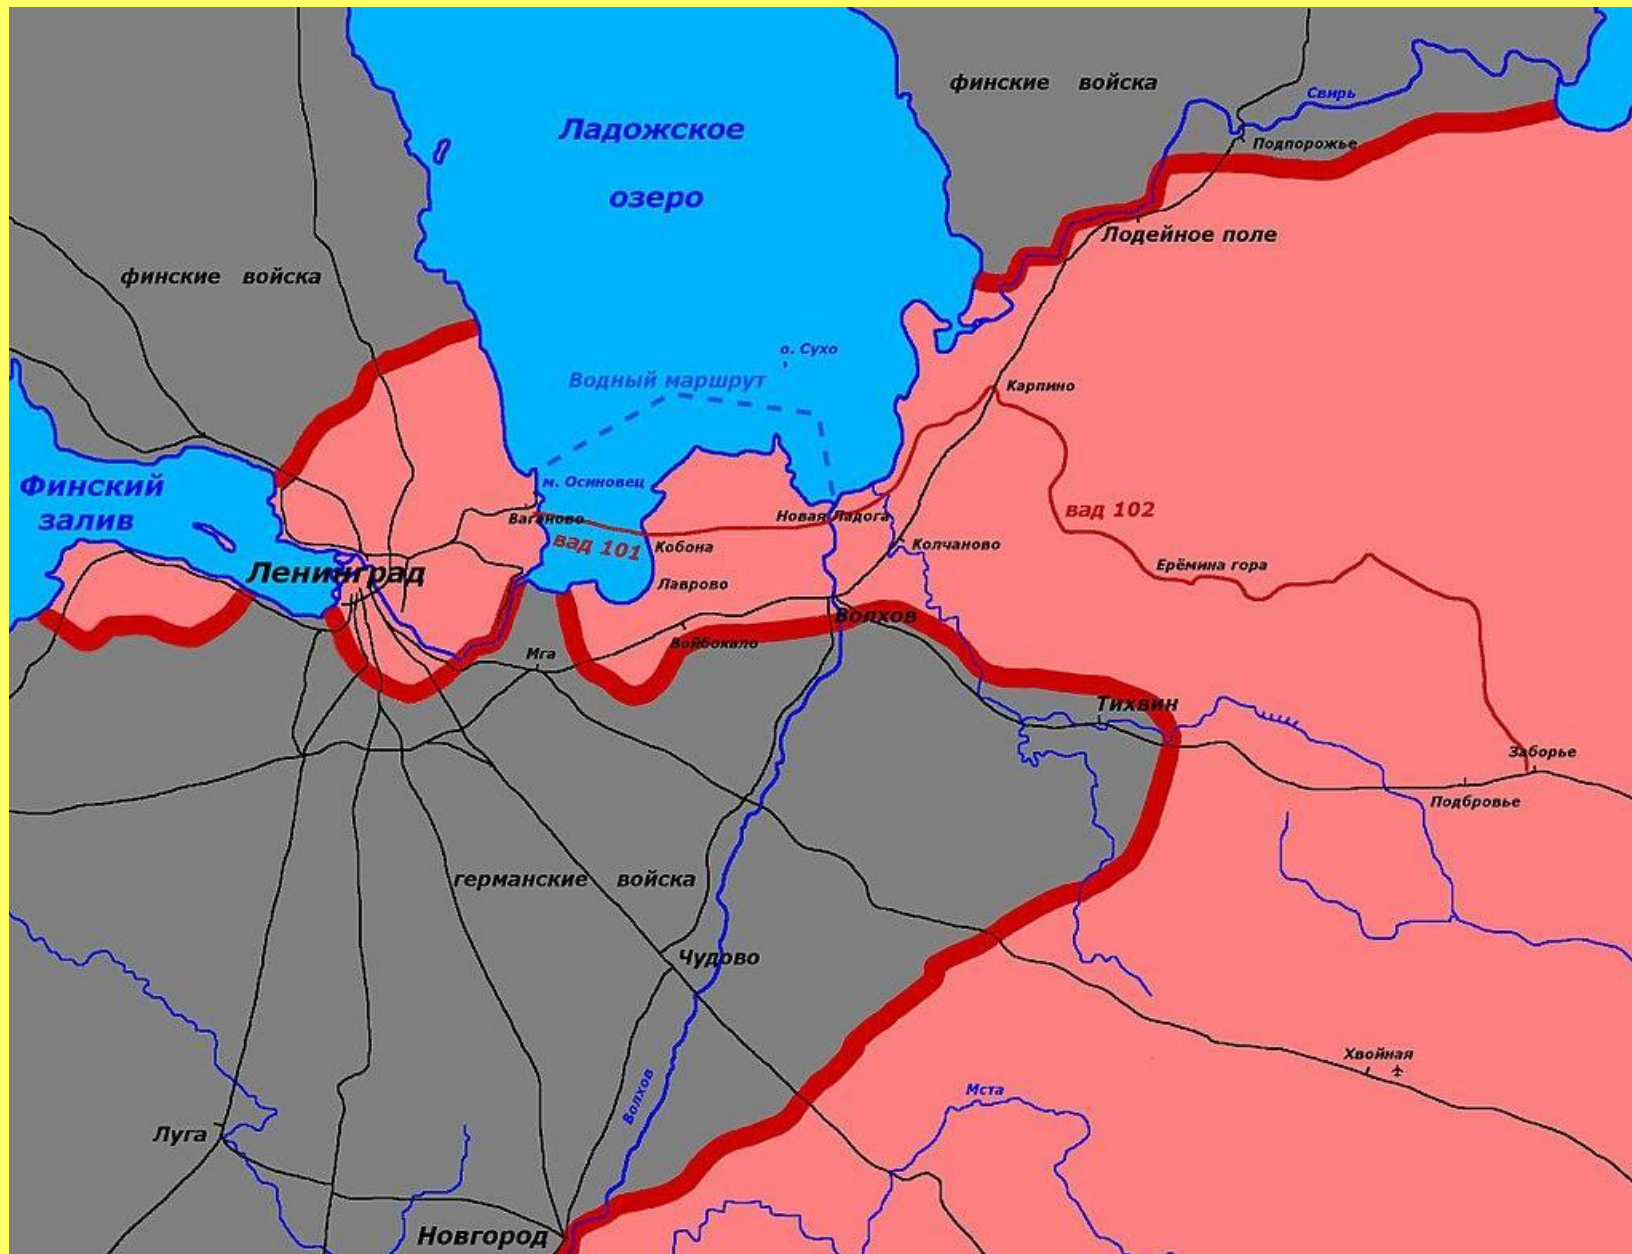 финские войска
Свирь
Ладожское
озеро
Подпорожье
Лодейное поле
финские войска
о. Сухо
Водный маршрут
Карпино
Финский
залив
м. Осиновец
Ваганово
Новая Ладога
вад 102
вад 101
Кобона
Колчаново
Ерёмина гора
Ленинград
Лаврово
Волхов
Войбокало
Мга
Тихвин
Заборье
Подбровье
германские войска
Чудово
Хвойная
Волхов
Мста
Луга
Новгород